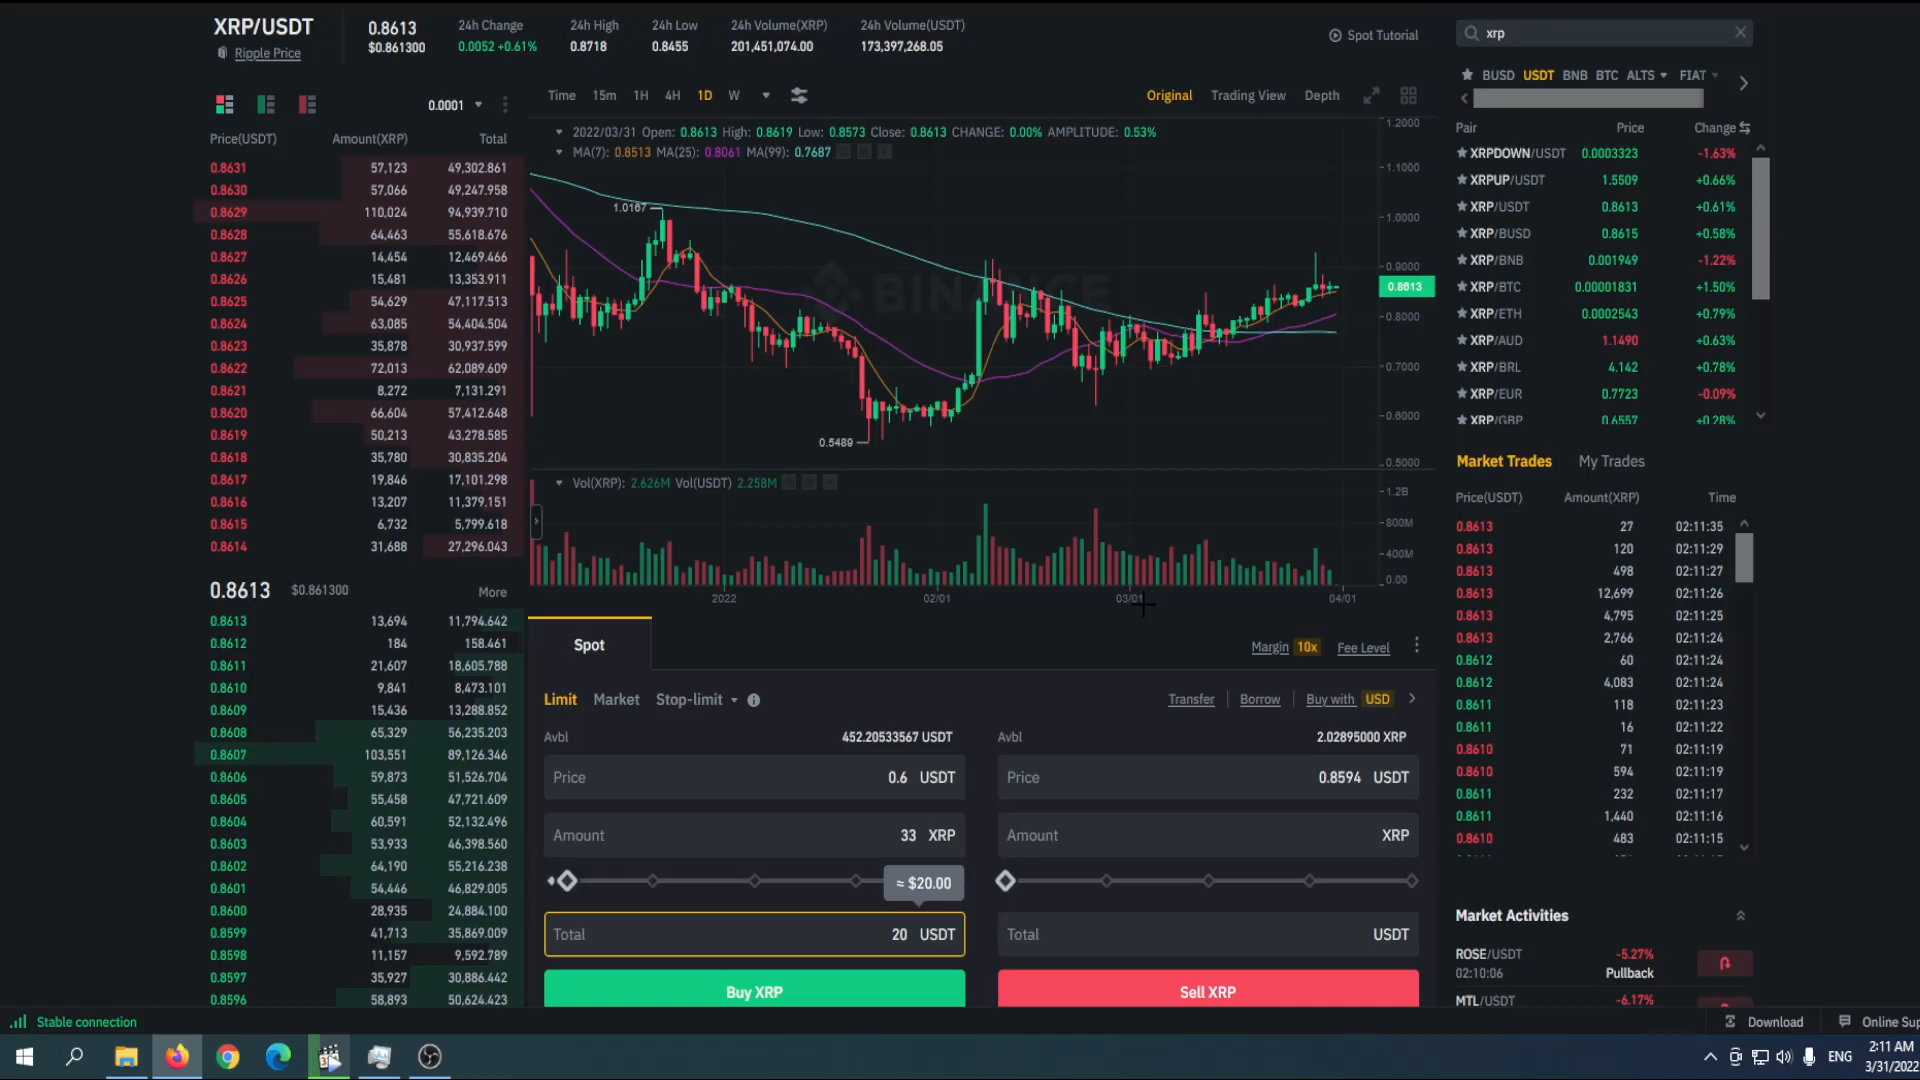 XRP/USDT
Ripple Price
0.8613
$0.861300
24h Change
0.0052 +0.61%
24h High
0.8718
24h Low
0.8455
24h Volume(XRP)
201,451,074.00
24h Volume(USDT)
173,397,268.05
Spot Tutorial
0.0001
Price(USDT) Amount(XRP) Total
0.8631 57,123 49,302.861
0.8630 57,066 49,247.958
0.8629 110,024 94,939.710
0.8628 64,463 55,618.676
0.8627 14,454 12,469.466
0.8626 15,481 13,353.911
0.8625 54,629 47,117.513
0.8624 63,085 54,404.504
0.8623 35,878 30,937.599
0.8622 72,013 62,089.609
0.8621 8,272 7,131.291
0.8620 66,604 57,412.648
0.8619 50,213 43,278.585
0.8618 35,780 30,835.204
0.8617 19,846 17,101.298
0.8616 13,207 11,379.151
0.8615 6,732 5,799.618
0.8614 31,688 27,296.043
0.8613 $0.861300 More
0.8613 13,694 11,794.642
0.8612 184 158.461
0.8611 21,607 18,605.788
0.8610 9,841 8,473.101
0.8609 15,436 13,288.852
0.8608 65,329 56,235.203
0.8607 103,551 89,126.346
0.8606 59,873 51,526.704
0.8605 55,458 47,721.609
0.8604 60,591 52,132.496
0.8603 53,933 46,398.560
0.8602 64,190 55,216.238
0.8601 54,446 46,829.005
0.8600 28,935 24,884.100
0.8599 41,713 35,869.009
0.8598 11,157 9,592.789
0.8597 35,927 30,886.442
0.8596 58,893 50,624.423
Time 15m 1H 4H 1D W
Original Trading View Depth
2022/03/31 Open: 0.8613 High: 0.8619 Low: 0.8573 Close: 0.8613 CHANGE: 0.00% AMPLITUDE: 0.53%
MA(7): 0.8513 MA(25): 0.8061 MA(99): 0.7687
1.2000
1.1000
1.0000
0.9000
0.8613
0.8000
0.7000
0.6000
0.5000
1.0167
0.5489
BINANCE
Vol(XRP): 2.626M Vol(USDT) 2.258M
1.2B
800M
400M
0.00
2022 02/01 03/01 04/01
Spot
Margin 10x Fee Level
Limit Market Stop-limit
Transfer Borrow Buy with USD
Avbl 452.20533567 USDT
Price 0.6 USDT
Amount 33 XRP
≈ $20.00
Total 20 USDT
Buy XRP
Avbl 2.02895000 XRP
Price 0.8594 USDT
Amount XRP
Total USDT
Sell XRP
xrp
BUSD USDT BNB BTC ALTS FIAT
Pair Price Change
XRPDOWN/USDT 0.0003323 -1.63%
XRPUP/USDT 1.5509 +0.66%
XRP/USDT 0.8613 +0.61%
XRP/BUSD 0.8615 +0.58%
XRP/BNB 0.001949 -1.22%
XRP/BTC 0.00001831 +1.50%
XRP/ETH 0.0002543 +0.79%
XRP/AUD 1.1490 +0.63%
XRP/BRL 4.142 +0.78%
XRP/EUR 0.7723 -0.09%
XRP/GBP 0.6557 +0.28%
Market Trades My Trades
Price(USDT) Amount(XRP) Time
0.8613 27 02:11:35
0.8613 120 02:11:29
0.8613 498 02:11:27
0.8613 12,699 02:11:26
0.8613 4,795 02:11:25
0.8613 2,766 02:11:24
0.8612 60 02:11:24
0.8612 4,083 02:11:24
0.8611 118 02:11:23
0.8611 16 02:11:22
0.8610 71 02:11:19
0.8610 594 02:11:19
0.8611 232 02:11:17
0.8611 1,440 02:11:16
0.8610 483 02:11:15
Market Activities
ROSE/USDT -5.27%
02:10:06 Pullback
MTL/USDT -6.17%
Stable connection
Download
Online Sup
ENG
2:11 AM
3/31/2022